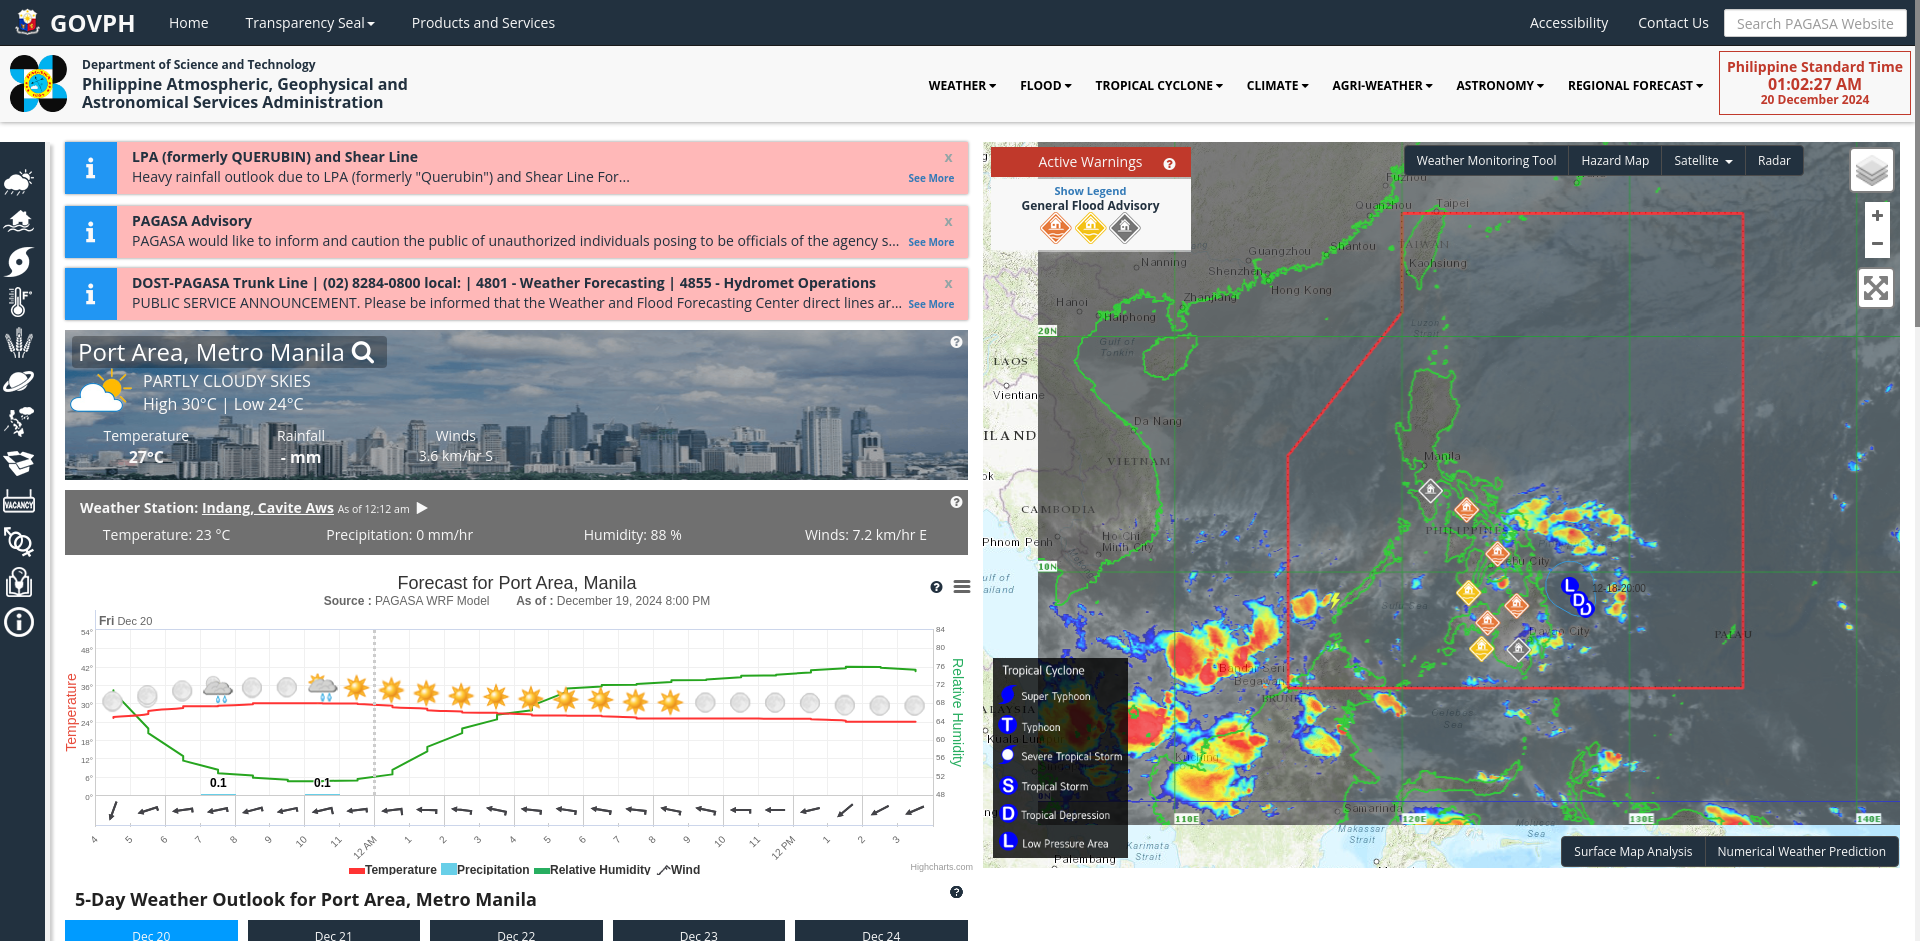 GOVPH
Home
Transparency Seal
Products and Services
Accessibility
Contact Us
Search PAGASA Website
Department of Science and Technology
Philippine Atmospheric, Geophysical and
Astronomical Services Administration
WEATHER
FLOOD
TROPICAL CYCLONE
CLIMATE
AGRI-WEATHER
ASTRONOMY
REGIONAL FORECAST
Philippine Standard Time
01:02:27 AM
20 December 2024
LPA (formerly QUERUBIN) and Shear Line
x
Heavy rainfall outlook due to LPA (formerly "Querubin") and Shear Line For...
See More
PAGASA Advisory
x
PAGASA would like to inform and caution the public of unauthorized individuals posing to be officials of the agency s...
See More
DOST-PAGASA Trunk Line | (02) 8284-0800 local: | 4801 - Weather Forecasting | 4855 - Hydromet Operations
x
PUBLIC SERVICE ANNOUNCEMENT. Please be informed that the Weather and Flood Forecasting Center direct lines ar...
See More
Port Area, Metro Manila
PARTLY CLOUDY SKIES
High 30°C | Low 24°C
Temperature
Rainfall
Winds
27°C
- mm
3.6 km/hr S
Weather Station: Indang, Cavite Aws As of 12:12 am
Temperature: 23 °C
Precipitation: 0 mm/hr
Humidity: 88 %
Winds: 7.2 km/hr E
Forecast for Port Area, Manila
Source : PAGASA WRF Model As of : December 19, 2024 8:00 PM
Fri Dec 20
54°
48°
42°
36°
30°
24°
18°
12°
6°
0°
Temperature
84
80
76
72
68
64
60
56
52
48
Relative Humidity
0.1
0.1
4
5
6
7
8
9
10
11
12 AM
1
2
3
4
5
6
7
8
9
10
11
12 PM
1
2
3
Temperature
Precipitation
Relative Humidity
Wind
Highcharts.com
5-Day Weather Outlook for Port Area, Metro Manila
Dec 20
Dec 21
Dec 22
Dec 23
Dec 24
Active Warnings
Show Legend
General Flood Advisory
Weather Monitoring Tool
Hazard Map
Satellite
Radar
+
−
Fuzhou
Quanzhou
Taipei
TAIWAN
Guangzhou
Shantou
Kaohsiung
Nanning
Shenzhen
Hong Kong
Hanoi
Zhanjiang
Haiphong
20N
Luzon
Strait
Gulf of
Tonkin
LAOS
Vientiane
Da Nang
ILAND
VIETNAM
Manila
ok
CAMBODIA
PHILIPPINES
Phnom Penh
Ho Chi
Minh City
ebu City
10N
ulf of
ailand
L
D
D
12-18-20:00
Sulu Sea
Davao City
PALAU
Bandar Seri
Begawan
BRUNEI
Celebes
Sea
ALAYSIA
Kuala Lum
Kuching
Tropical Cyclone
Super Typhoon
T Typhoon
Severe Tropical Storm
S Tropical Storm
D Tropical Depression
L Low Pressure Area
Samarinda
110E
120E
130E
140E
Makassar
Strait
Molucca
Sea
Karimata
Strait
Palembang
Surface Map Analysis
Numerical Weather Prediction